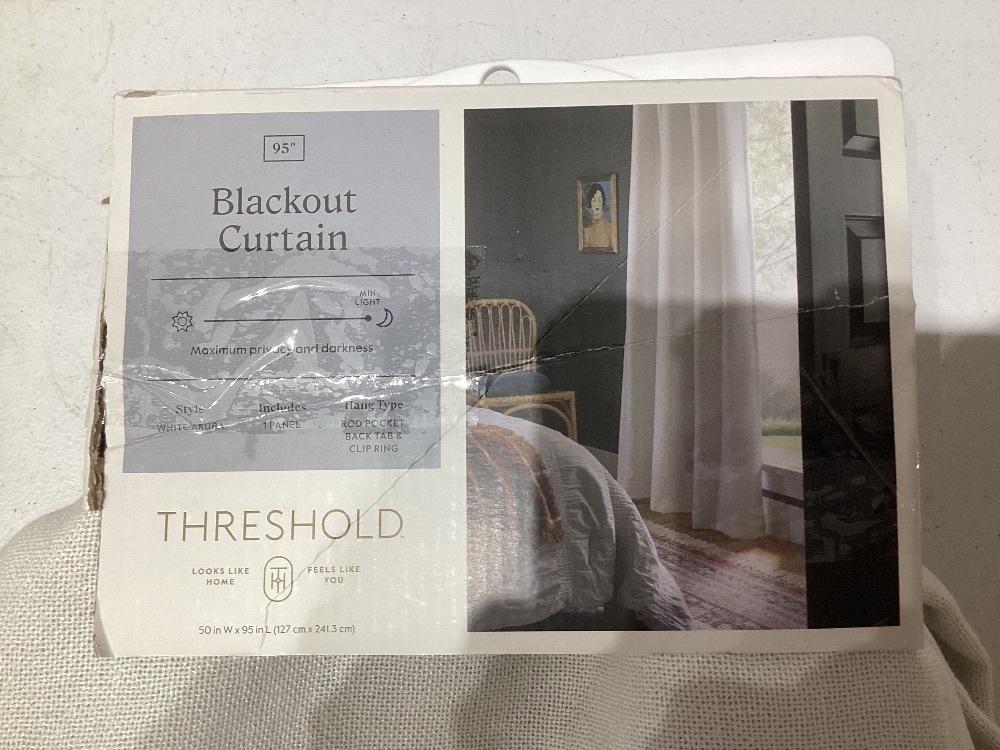 95"
Blackout
Curtain
MIN
LIGHT
Maximum privacy and darkness
Style
WHITE ARUBA
Includes
1 PANEL
Hang Type
ROD POCKET
BACK TAB &
CLIP RING
THRESHOLD™
LOOKS LIKE
HOME
FEELS LIKE
YOU
50 in W x 95 in L (127 cm x 241.3 cm)